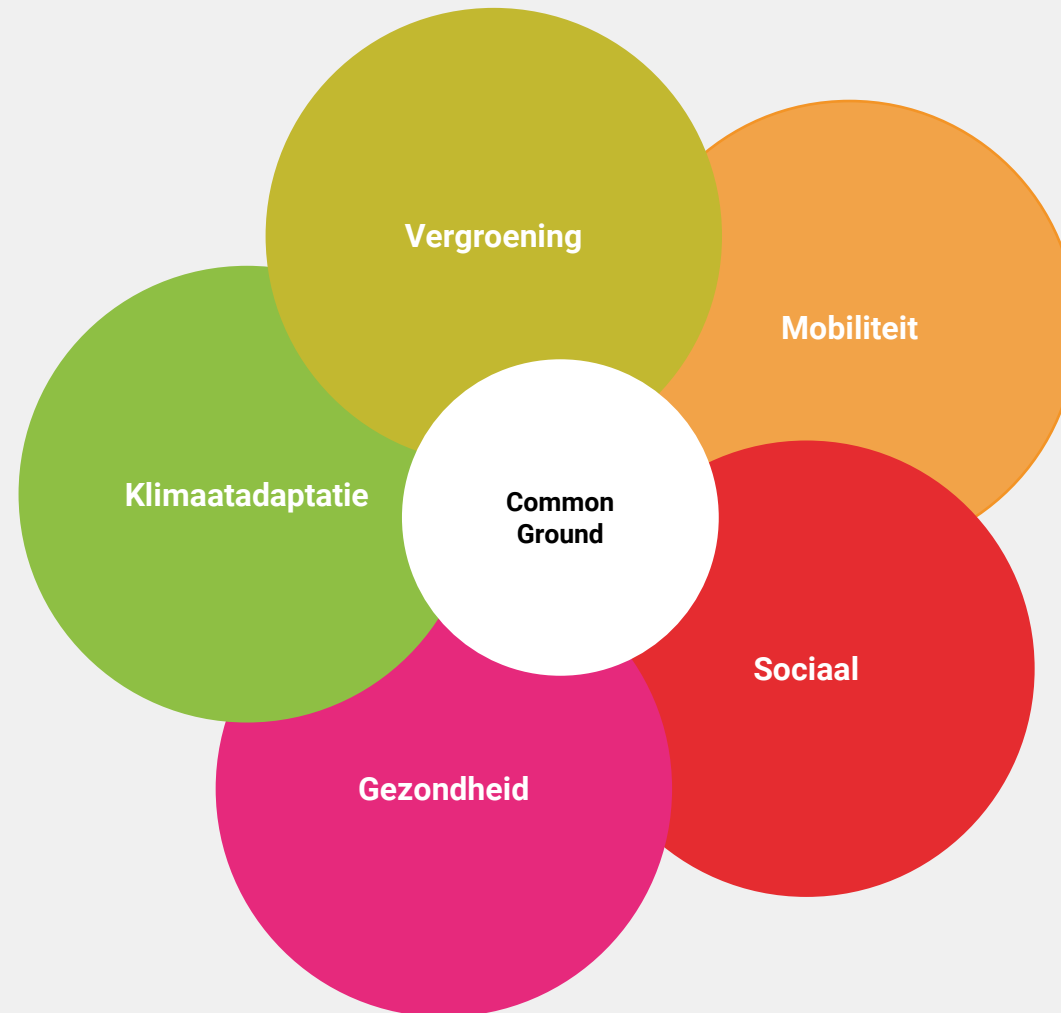 Vergroening
Mobiliteit
Klimaatadaptatie
Common
Ground
Sociaal
Gezondheid